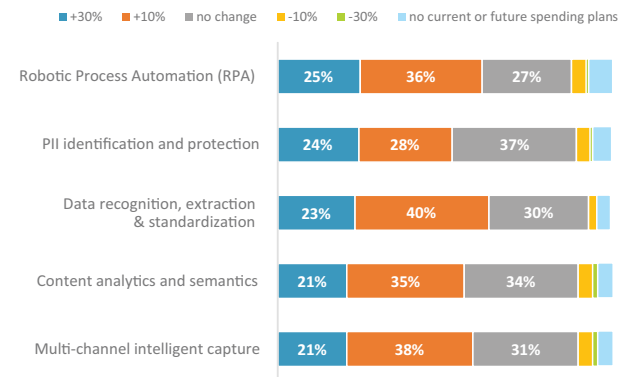 +30% +10% no change -10% -30% no current or future spending plans
Robotic Process Automation (RPA) 25% 36% 27%
PII identification and protection 24% 28% 37%
Data recognition, extraction
& standardization 23% 40% 30%
Content analytics and semantics 21% 35% 34%
Multi-channel intelligent capture 21% 38% 31%